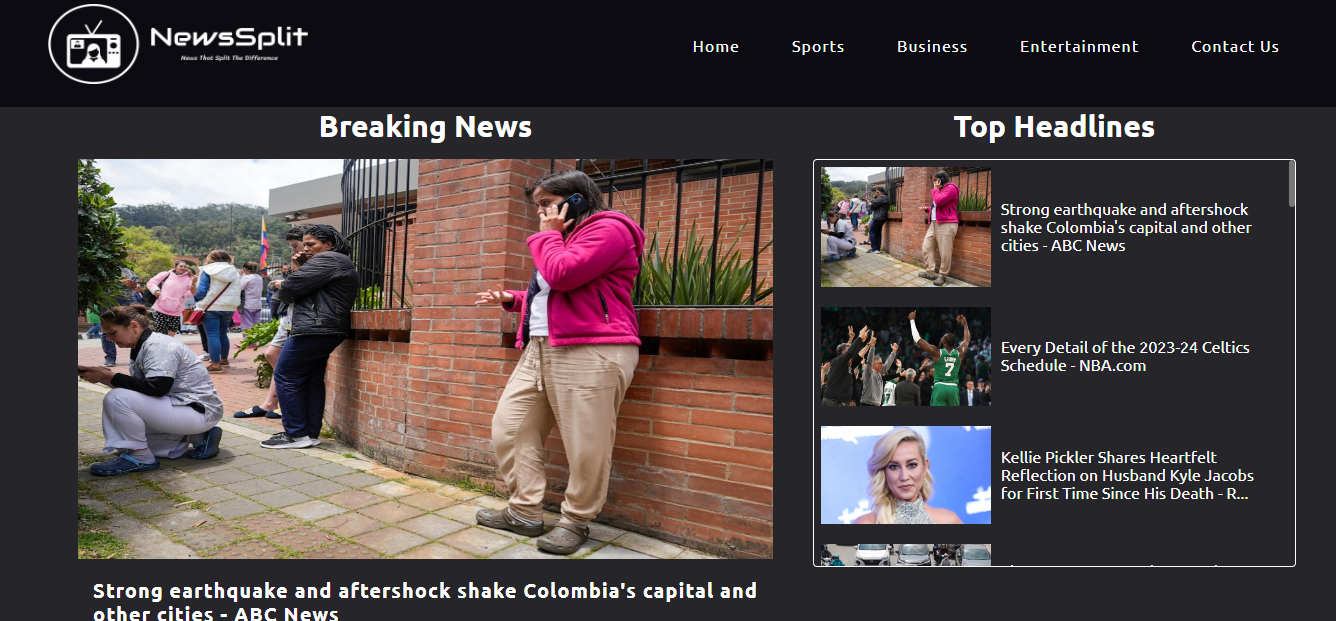 NewsSplit
News That Split The Difference
Home
Sports
Business
Entertainment
Contact Us
Breaking News
Top Headlines
Strong earthquake and aftershock
shake Colombia's capital and other
cities - ABC News
7
Every Detail of the 2023-24 Celtics
Schedule - NBA.com
Kellie Pickler Shares Heartfelt
Reflection on Husband Kyle Jacobs
for First Time Since His Death - R...
Strong earthquake and aftershock shake Colombia's capital and
other cities - ABC News